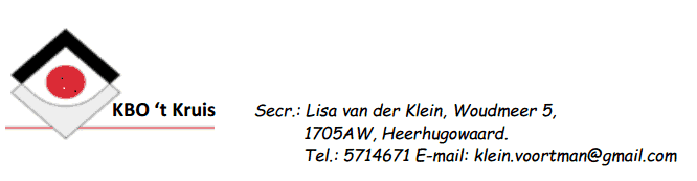 KBO ‘t Kruis Secr.: Lisa van der Klein, Woudmeer 5,
1705AW, Heerhugowaard.
Tel.: 5714671 E-mail: klein.voortman@gmail.com